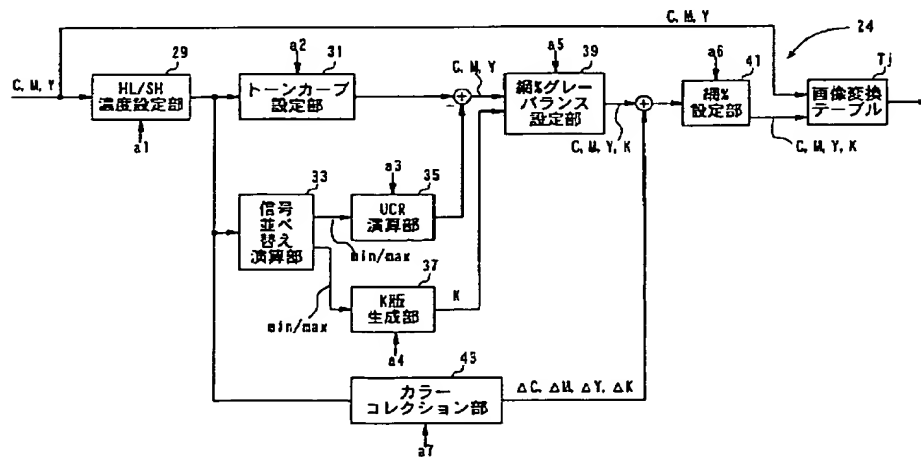 C, M, Y
24
29
a2
31
a5
39
a6
41
Tj
C, M, Y
HL/SH
濃度設定部
トーンカーブ
設定部
C, M, Y
網%グレー
バランス
設定部
網%
設定部
画像変換
テーブル
a1
C, M, Y, K
C, M, Y, K
33
a3
35
信号
並べ
替え
演算部
UCR
演算部
min/max
37
K版
生成部
K
min/max
a4
43
カラー
コレクション部
ΔC, ΔM, ΔY, ΔK
a7